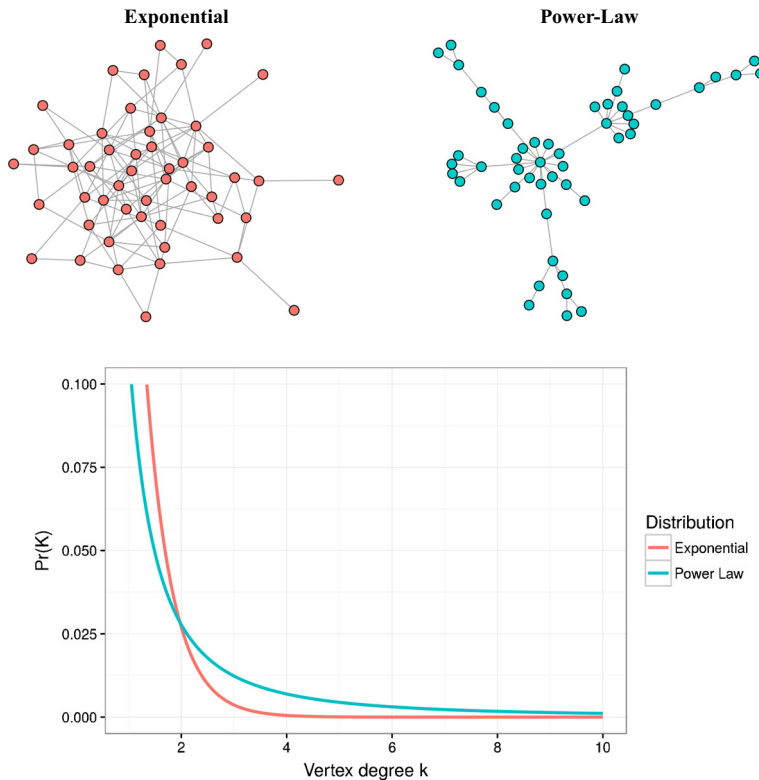 Exponential
Power-Law
0.100
0.075
0.050
0.025
0.000
Pr(K)
2
4
6
8
10
Vertex degree k
Distribution
Exponential
Power Law